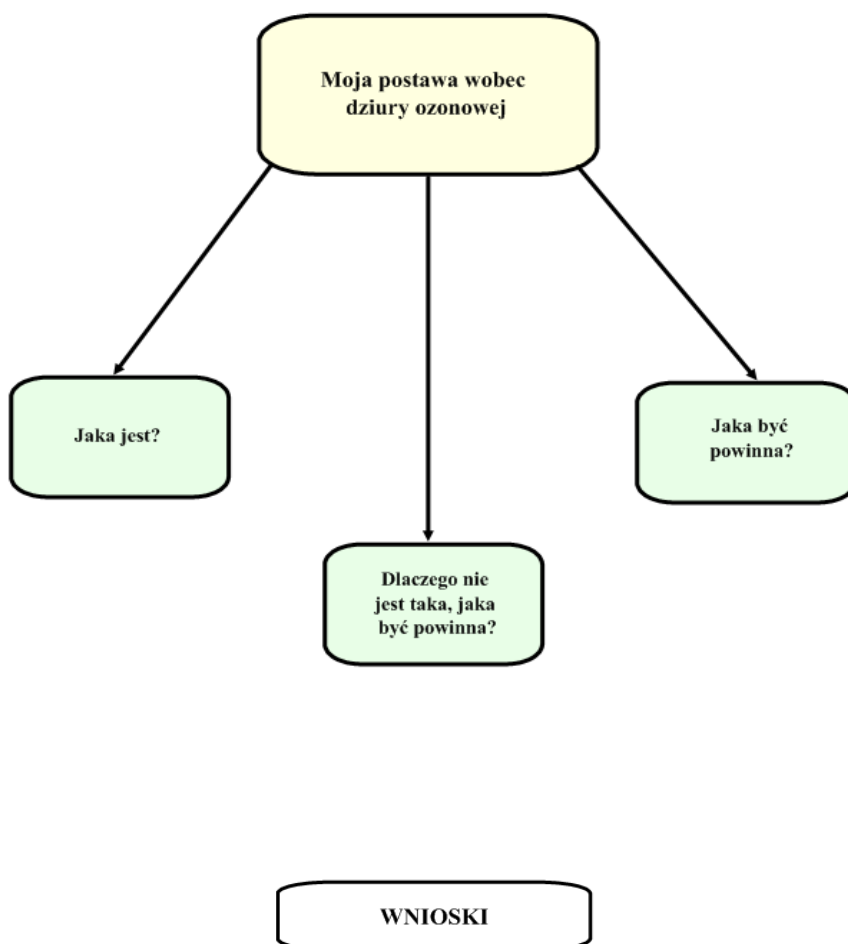 Moja postawa wobec
dziury ozonowej
Jaka jest?
Jaka być
powinna?
Dlaczego nie
jest taka, jaka
być powinna?
WNIOSKI